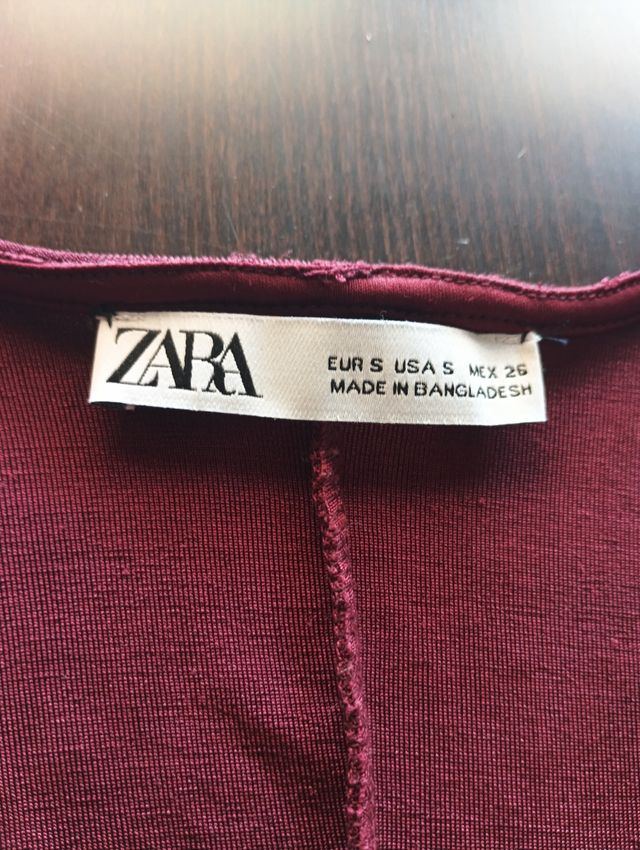 ZARA
EUR S USA S MEX 26
MADE IN BANGLADESH